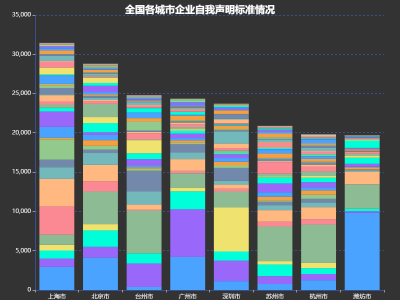 全国各城市企业自我声明标准情况
35,000
30,000
25,000
20,000
15,000
10,000
5,000
0
上海市
北京市
台州市
广州市
深圳市
苏州市
杭州市
潍坊市